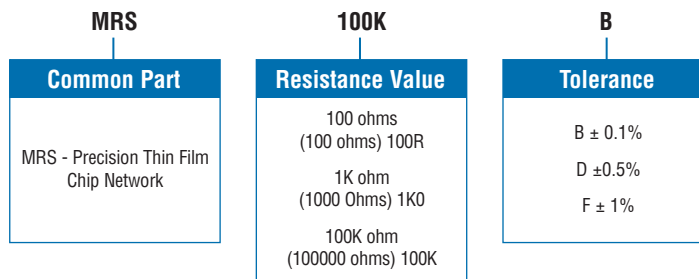 MRS
100K
B
Common Part
MRS - Precision Thin Film
Chip Network
Resistance Value
100 ohms
(100 ohms) 100R
1K ohm
(1000 Ohms) 1K0
100K ohm
(100000 ohms) 100K
Tolerance
B ± 0.1%
D ±0.5%
F ± 1%